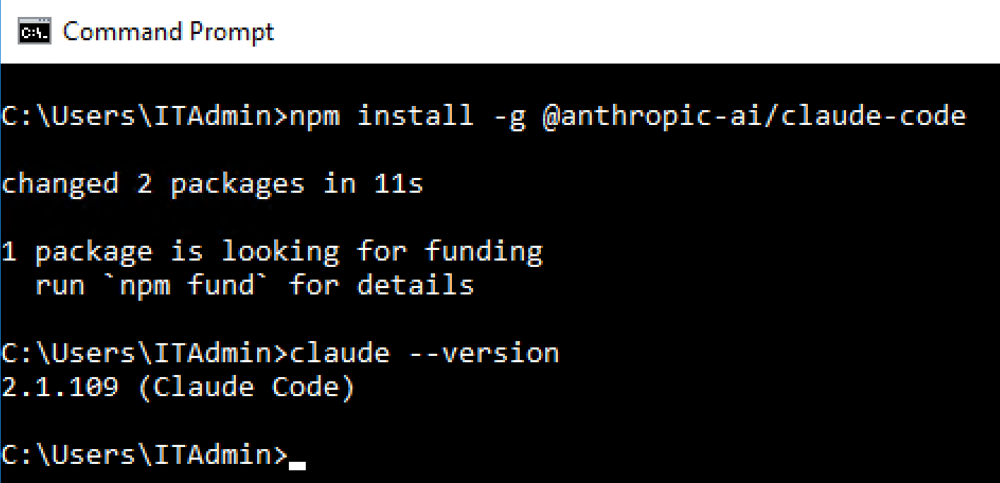 C:\. Command Prompt
C:\Users\ITAdmin>npm install -g @anthropic-ai/claude-code
changed 2 packages in 11s
1 package is looking for funding
  run `npm fund` for details
C:\Users\ITAdmin>claude --version
2.1.109 (Claude Code)
C:\Users\ITAdmin>